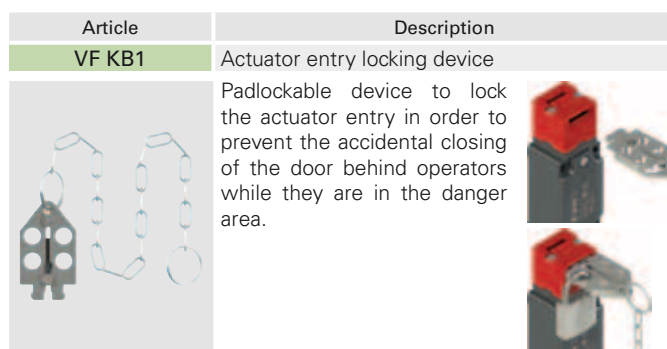 Article Description
VF KB1 Actuator entry locking device
Padlockable device to lock
the actuator entry in order to
prevent the accidental closing
of the door behind operators
while they are in the danger
area.